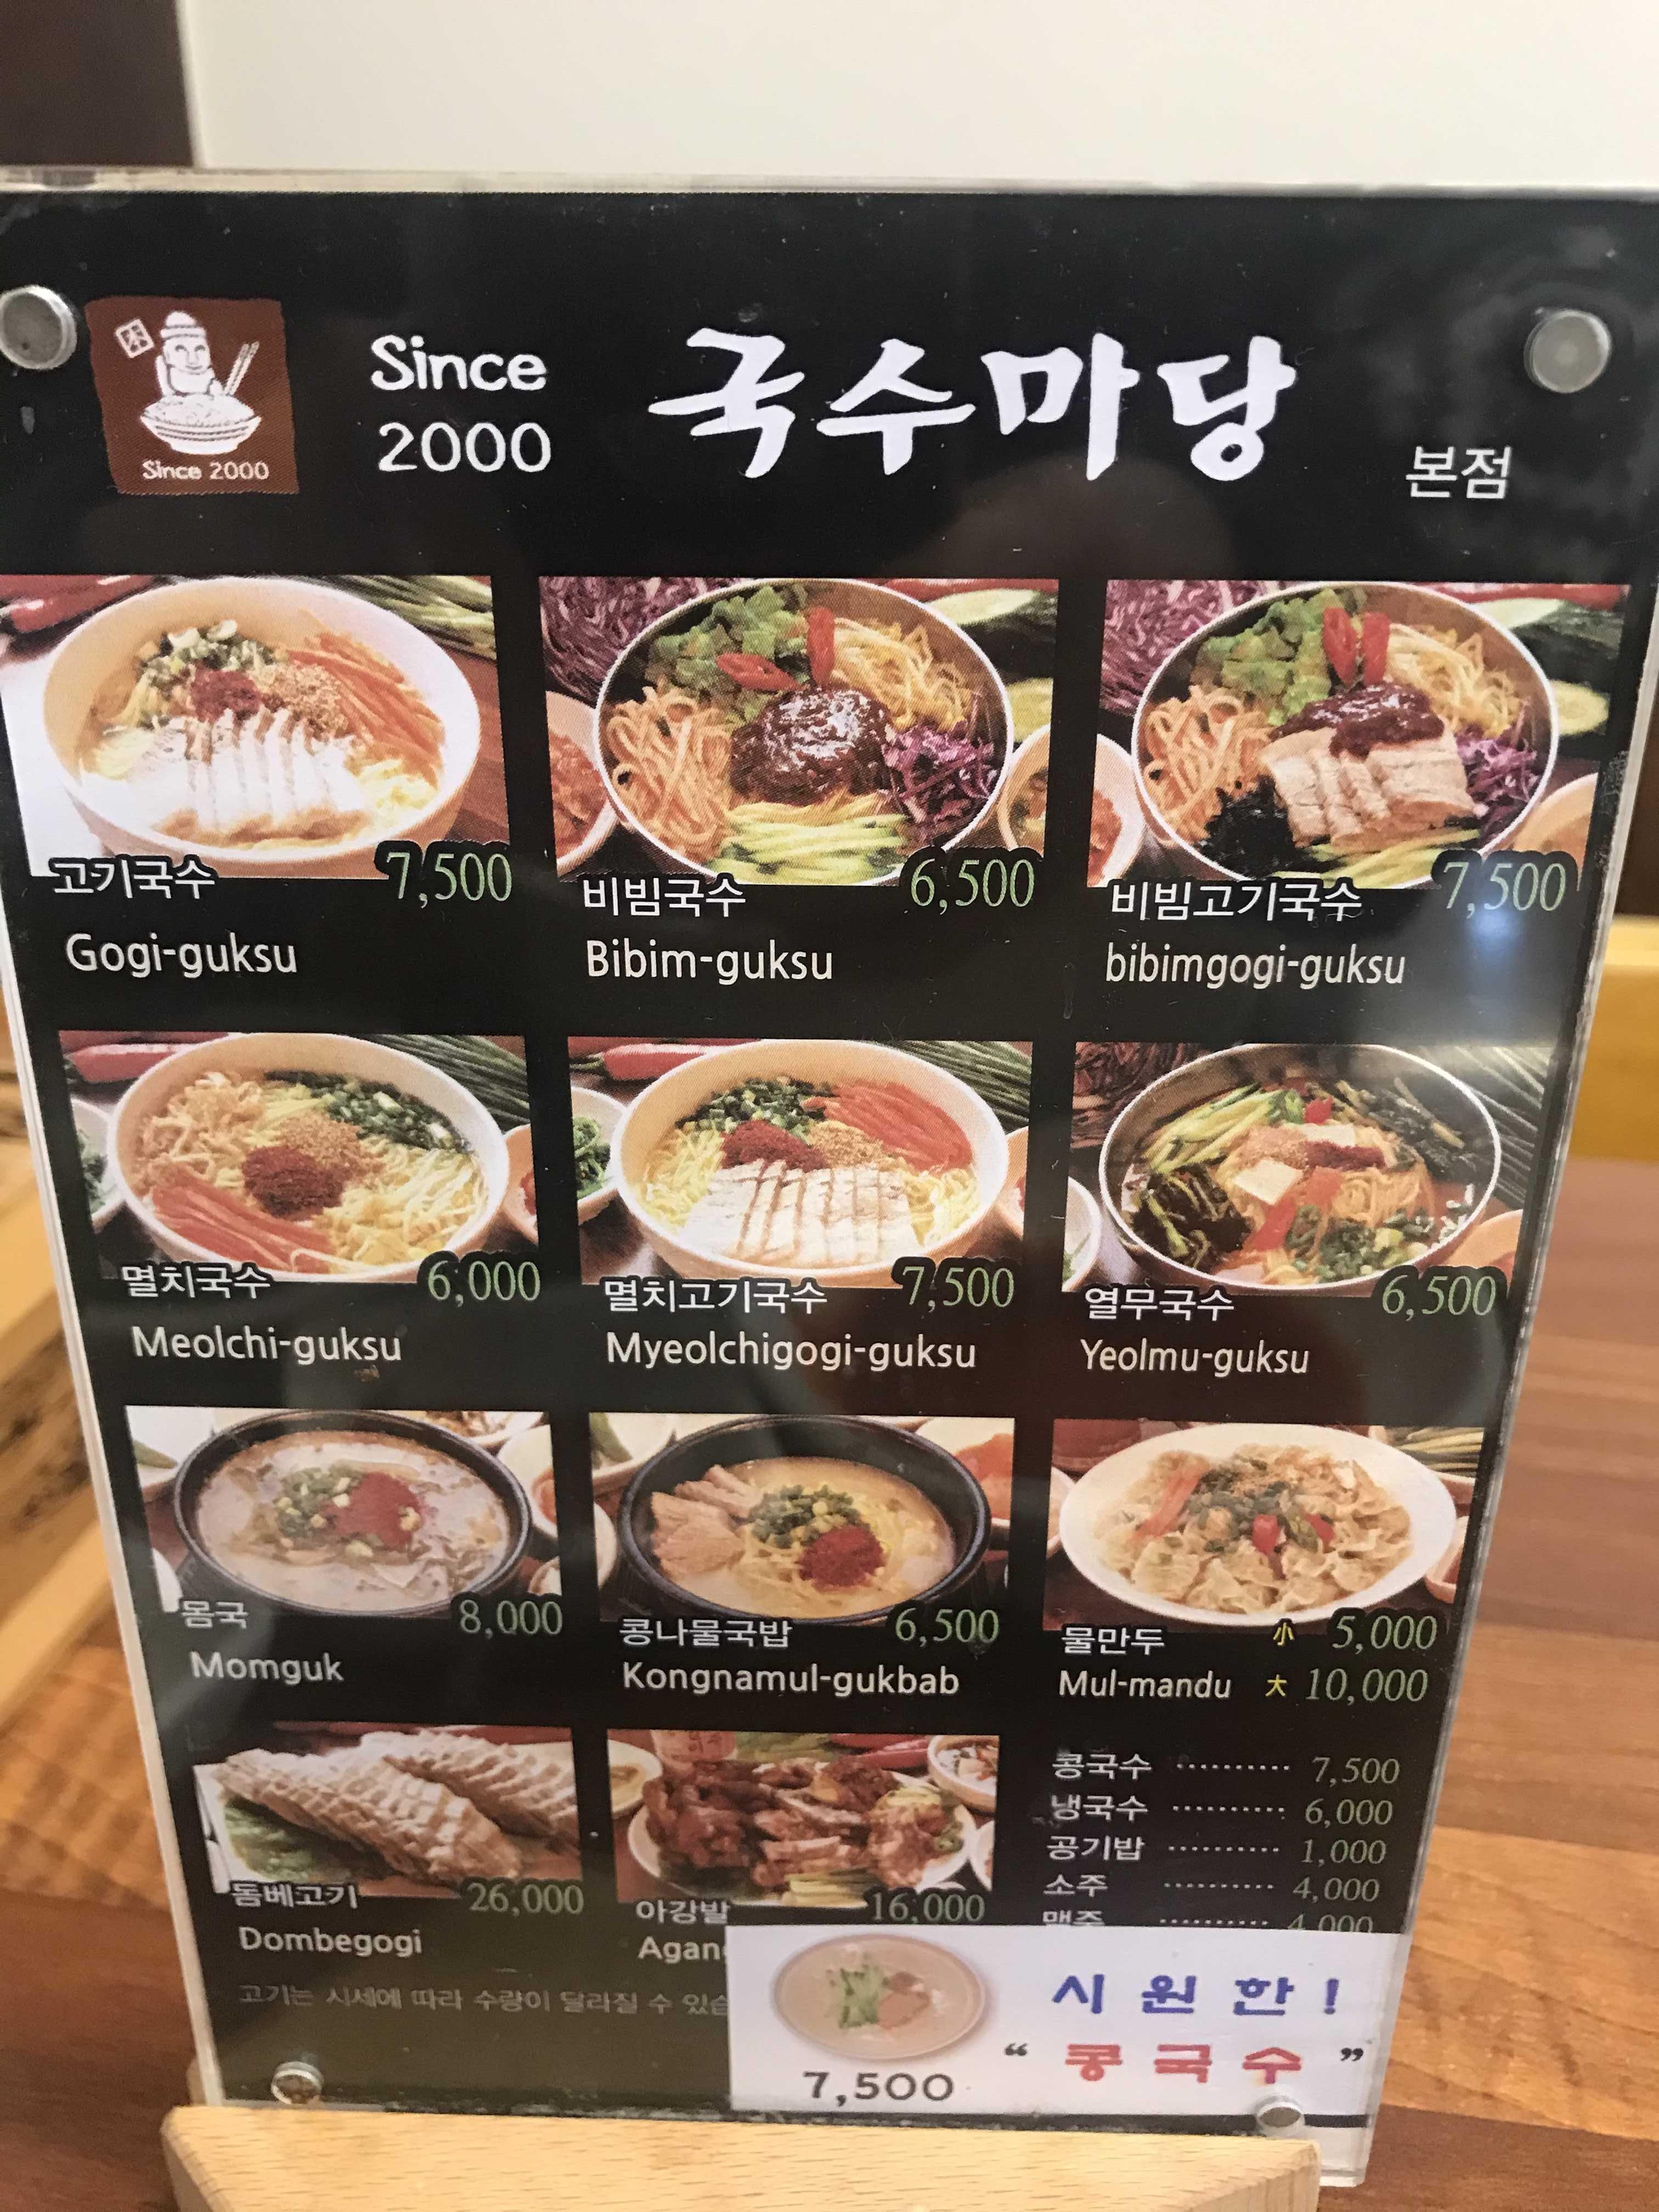 本
Since 2000
Since
2000
국수마당
본점
고기국수 7,500
Gogi-guksu
비빔국수 6,500
Bibim-guksu
비빔고기국수 7,500
bibimgogi-guksu
멸치국수 6,000
Meolchi-guksu
멸치고기국수 7,500
Myeolchigogi-guksu
열무국수 6,500
Yeolmu-guksu
몸국 8,000
Momguk
콩나물국밥 6,500
Kongnamul-gukbab
물만두 小 5,000
Mul-mandu 大 10,000
돔베고기 26,000
Dombegogi
아강발 16,000
Agan
콩국수 ·········· 7,500
냉국수 ·········· 6,000
공기밥 ·········· 1,000
소주 ·········· 4,000
맥주 ·········· 4,000
고기는 시세에 따라 수량이 달라질 수 있습
시원한!
“콩국수”
7,500